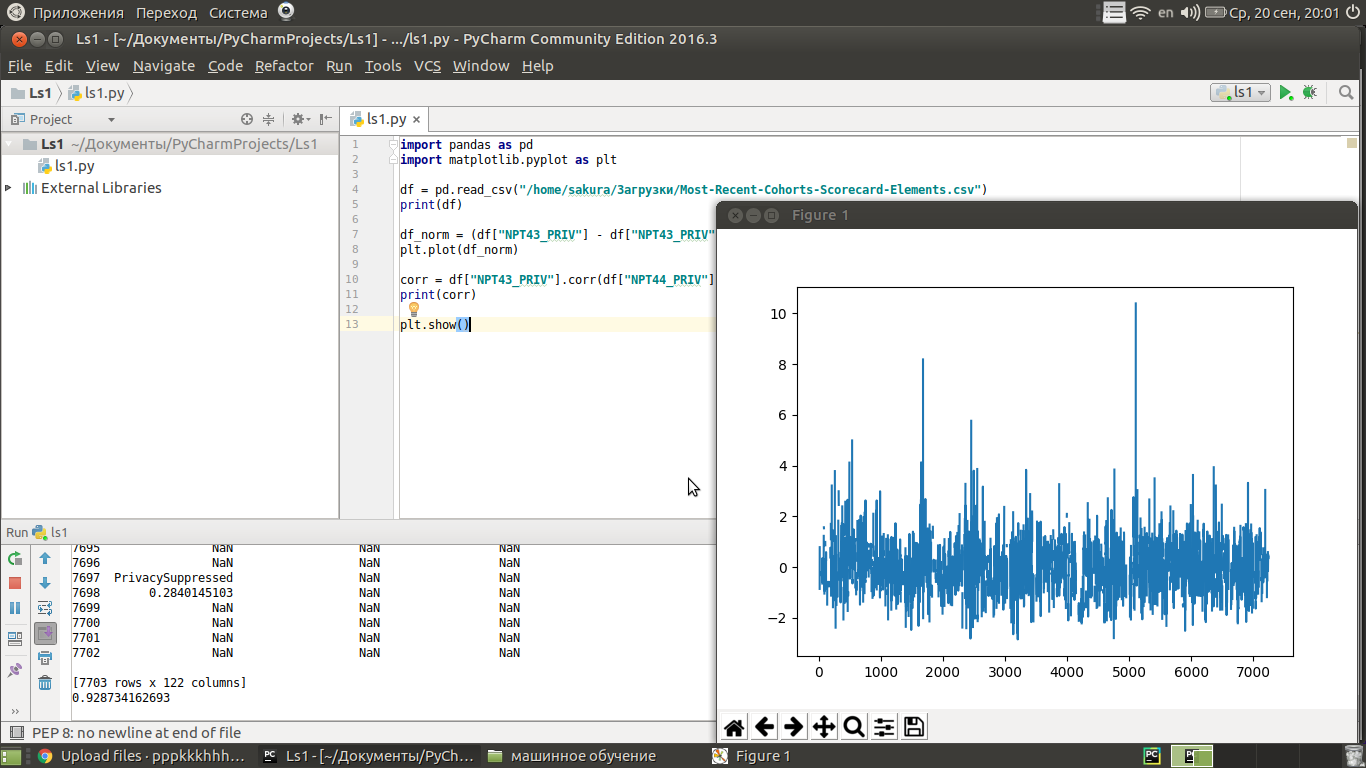 Приложения Переход Система
en Ср, 20 сен, 20:01
Ls1 - [~/Документы/PyCharmProjects/Ls1] - .../ls1.py - PyCharm Community Edition 2016.3
File Edit View Navigate Code Refactor Run Tools VCS Window Help
Ls1 ls1.py
ls1
Project
Ls1 ~/Документы/PyCharmProjects/Ls1
ls1.py
External Libraries
ls1.py
1 import pandas as pd
2 import matplotlib.pyplot as plt
3
4 df = pd.read_csv("/home/sakura/Загрузки/Most-Recent-Cohorts-Scorecard-Elements.csv")
5 print(df)
6
7 df_norm = (df["NPT43_PRIV"] - df["NPT43_PRIV"
8 plt.plot(df_norm)
9
10 corr = df["NPT43_PRIV"].corr(df["NPT44_PRIV"]
11 print(corr)
12
13 plt.show()
Figure 1
10
8
6
4
2
0
−2
0 1000 2000 3000 4000 5000 6000 7000
Run ls1
7695 NaN NaN NaN
7696 NaN NaN NaN
7697 PrivacySuppressed NaN NaN
7698 0.2840145103 NaN NaN
7699 NaN NaN NaN
7700 NaN NaN NaN
7701 NaN NaN NaN
7702 NaN NaN NaN
[7703 rows x 122 columns]
0.928734162693
PEP 8: no newline at end of file
Upload files · pppkkkhhh...
Ls1 - [~/Документы/PyCh...
машинное обучение
Figure 1